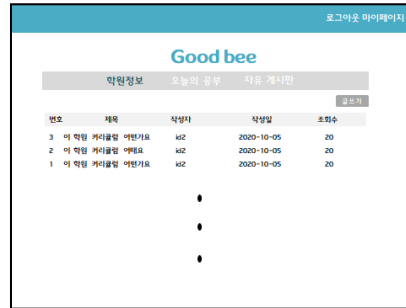 로그아웃 마이페이지
Good bee
학원정보 오늘의 공부 자유 게시판
글쓰기
번호 제목 작성자 작성일 조회수
3 이 학원 커리큘럼 어떤가요 id2 2020-10-05 20
2 이 학원 커리큘럼 어때요 id2 2020-10-05 20
1 이 학원 커리큘럼 어떤가요 id2 2020-10-05 20